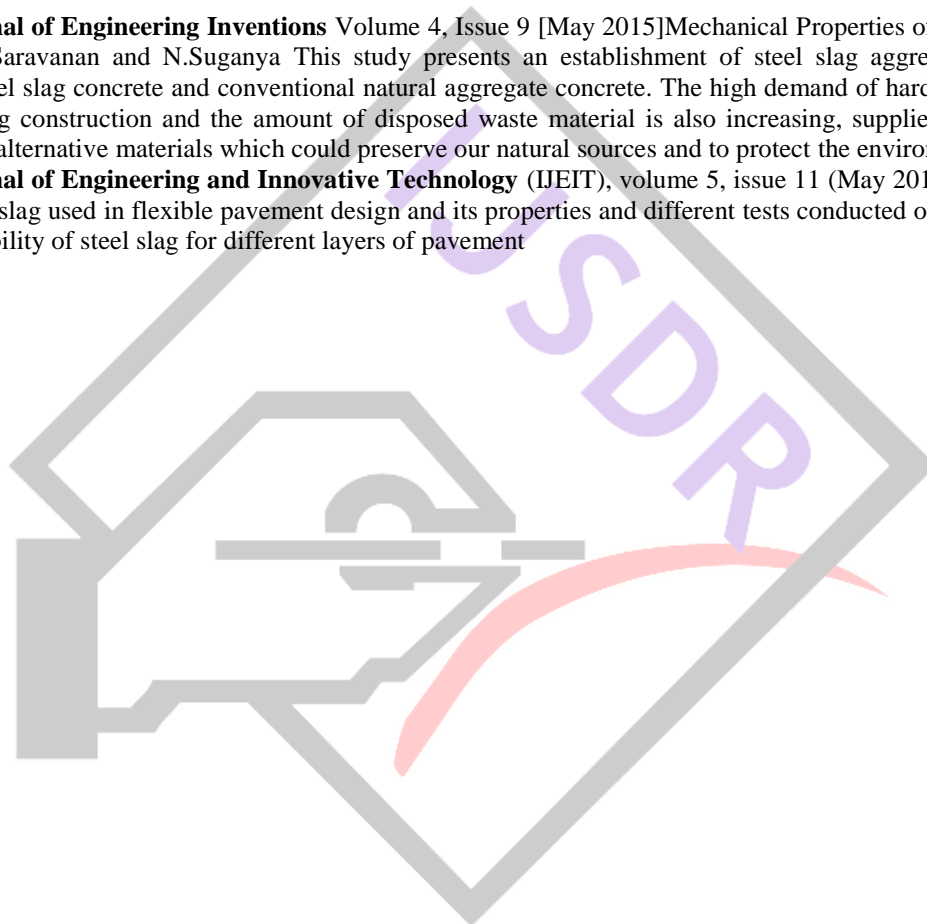 nal of Engineering Inventions Volume 4, Issue 9 [May 2015]Mechanical Properties o
Saravanan and N.Suganya This study presents an establishment of steel slag aggre
el slag concrete and conventional natural aggregate concrete. The high demand of hard
g construction and the amount of disposed waste material is also increasing, supplie
alternative materials which could preserve our natural sources and to protect the enviro
nal of Engineering and Innovative Technology (IJEIT), volume 5, issue 11 (May 201
slag used in flexible pavement design and its properties and different tests conducted o
bility of steel slag for different layers of pavement
IJSDR